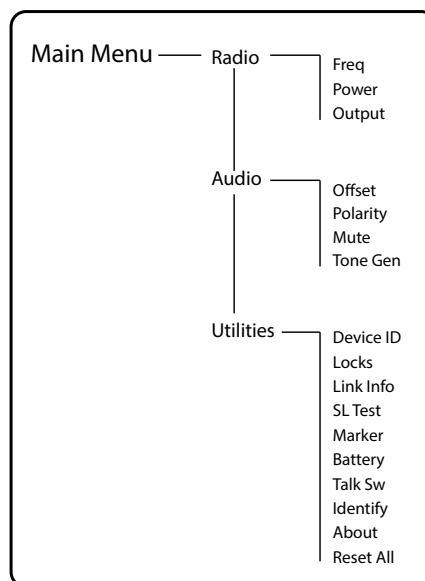 Main Menu
Radio
Freq
Power
Output
Audio
Offset
Polarity
Mute
Tone Gen
Utilities
Device ID
Locks
Link Info
SL Test
Marker
Battery
Talk Sw
Identify
About
Reset All